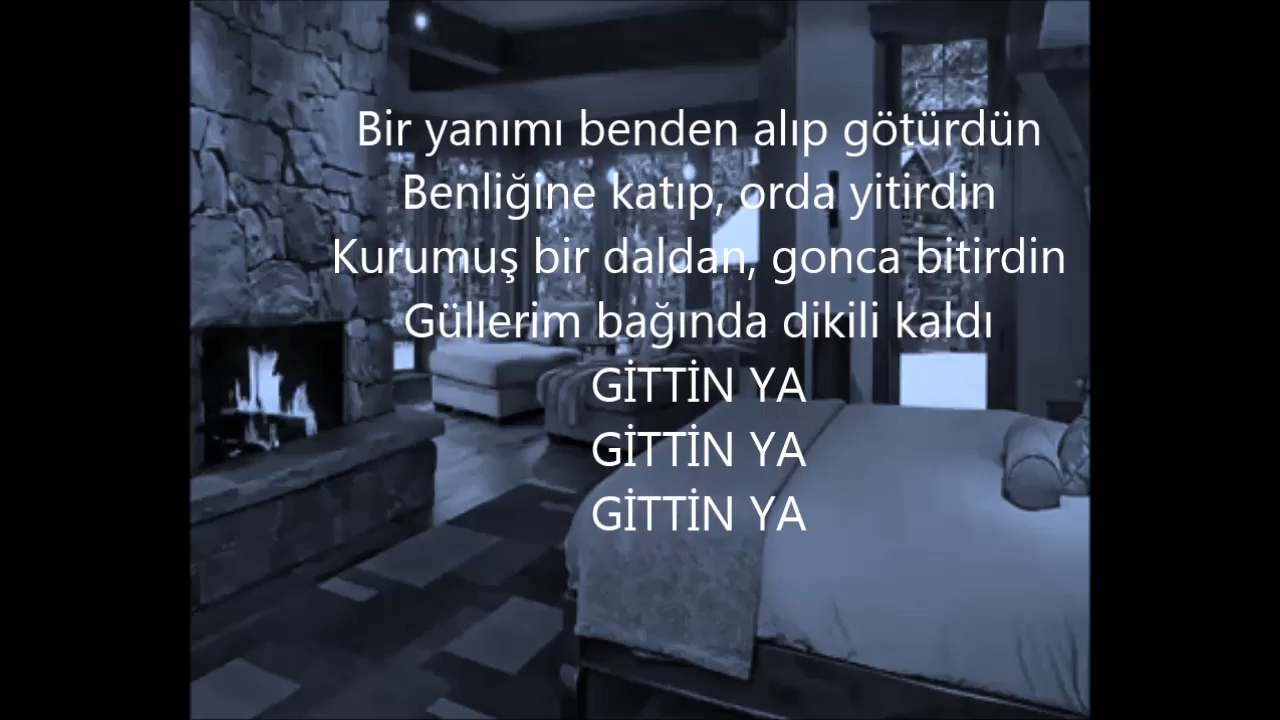 Bir yanımı benden alıp götürdün
Benliğine katıp, orda yitirdin
Kurumuş bir daldan, gonca bitirdin
Güllerim bağında dikili kaldı
GİTTİN YA
GİTTİN YA
GİTTİN YA